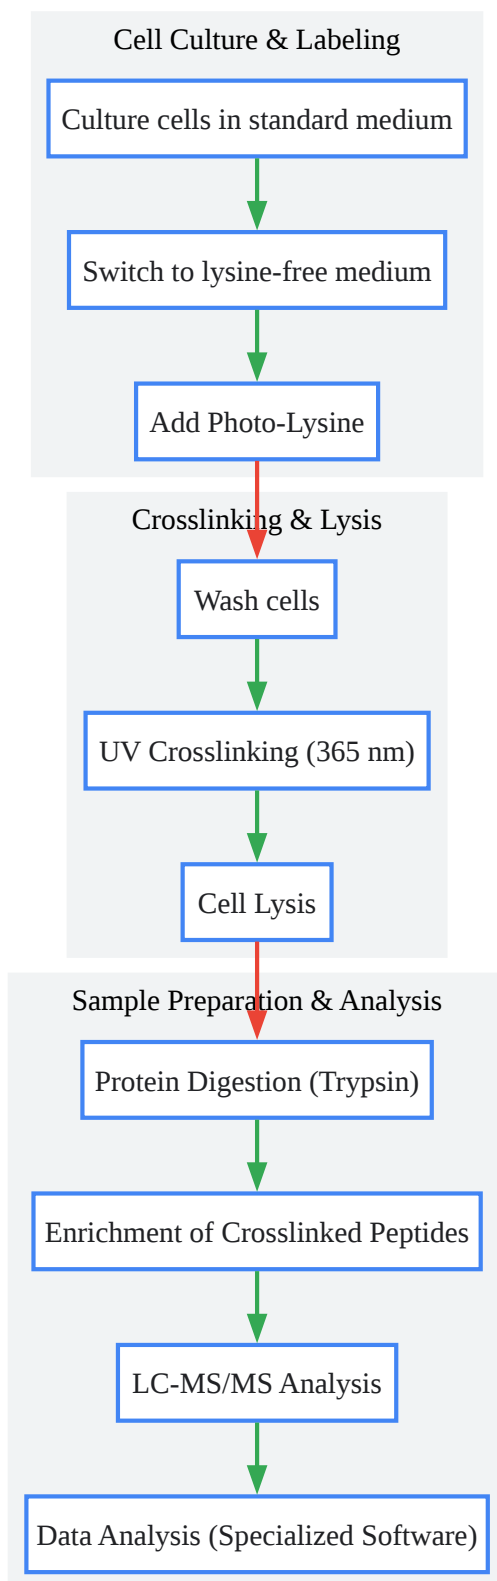 Cell Culture & Labeling
Culture cells in standard medium
Switch to lysine-free medium
Add Photo-Lysine
Crosslinking & Lysis
Wash cells
UV Crosslinking (365 nm)
Cell Lysis
Sample Preparation & Analysis
Protein Digestion (Trypsin)
Enrichment of Crosslinked Peptides
LC-MS/MS Analysis
Data Analysis (Specialized Software)